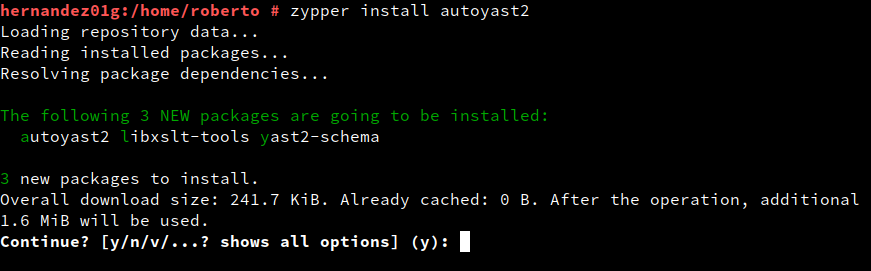 hernandez01g:/home/roberto # zypper install autoyast2
Loading repository data...
Reading installed packages...
Resolving package dependencies...
The following 3 NEW packages are going to be installed:
autoyast2 libxslt-tools yast2-schema
3 new packages to install.
Overall download size: 241.7 KiB. Already cached: 0 B. After the operation, additional
1.6 MiB will be used.
Continue? [y/n/v/...? shows all options] (y):